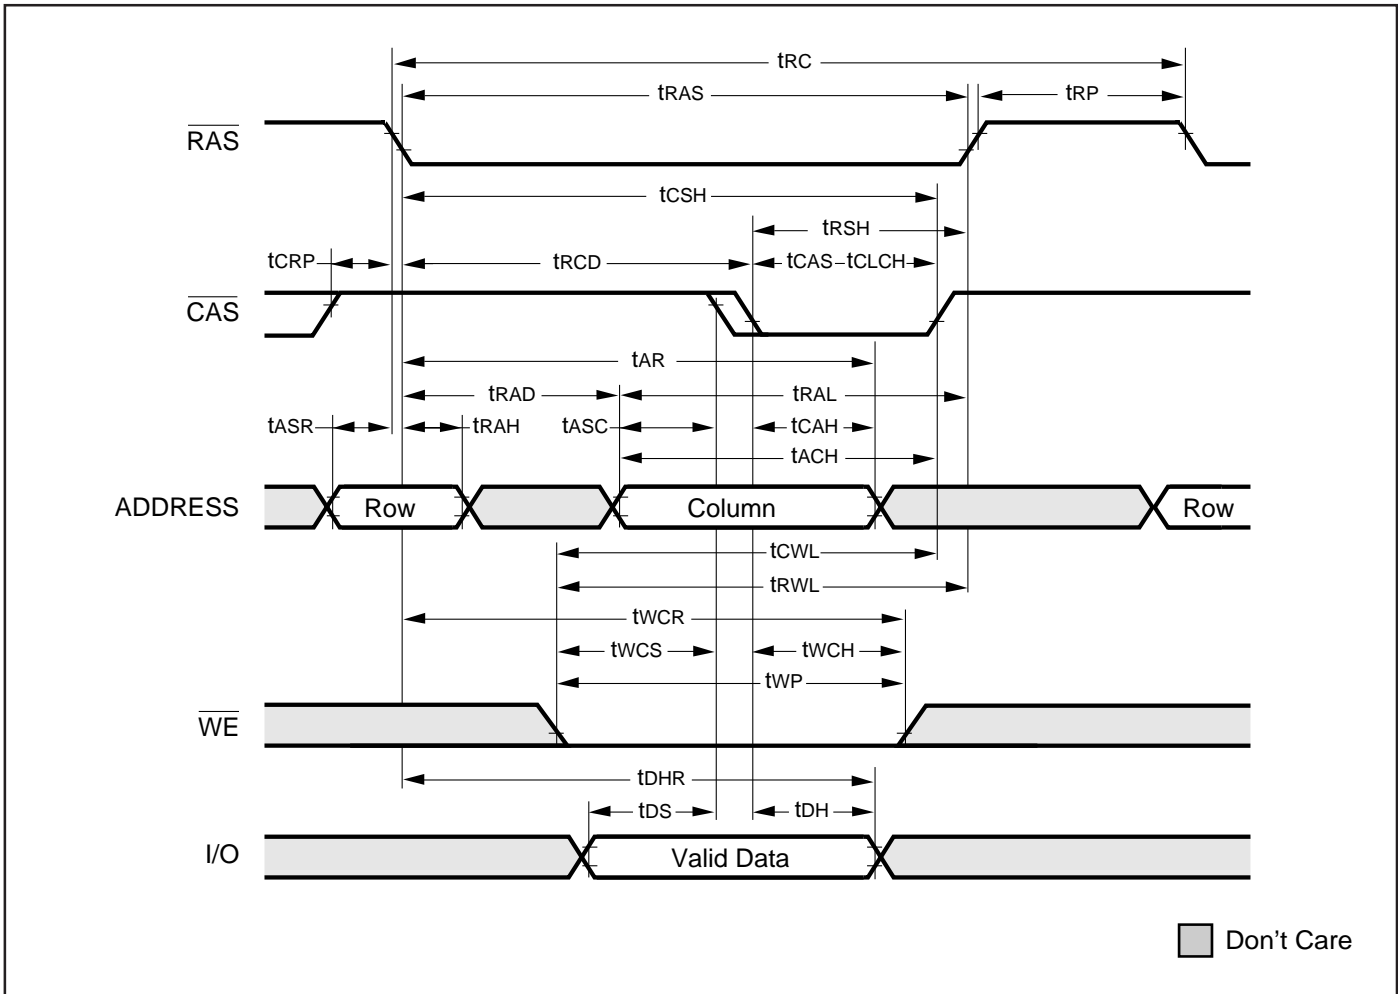 tRC
tRAS
tRP
RAS
tCSH
tRSH
tCRP
tRCD
tCAS
tCLCH
CAS
tAR
tRAD
tRAL
tASR
tRAH
tASC
tCAH
tACH
ADDRESS
Row
Column
Row
tCWL
tRWL
tWCR
tWCS
tWCH
tWP
WE
tDHR
tDS
tDH
I/O
Valid Data
Don't Care